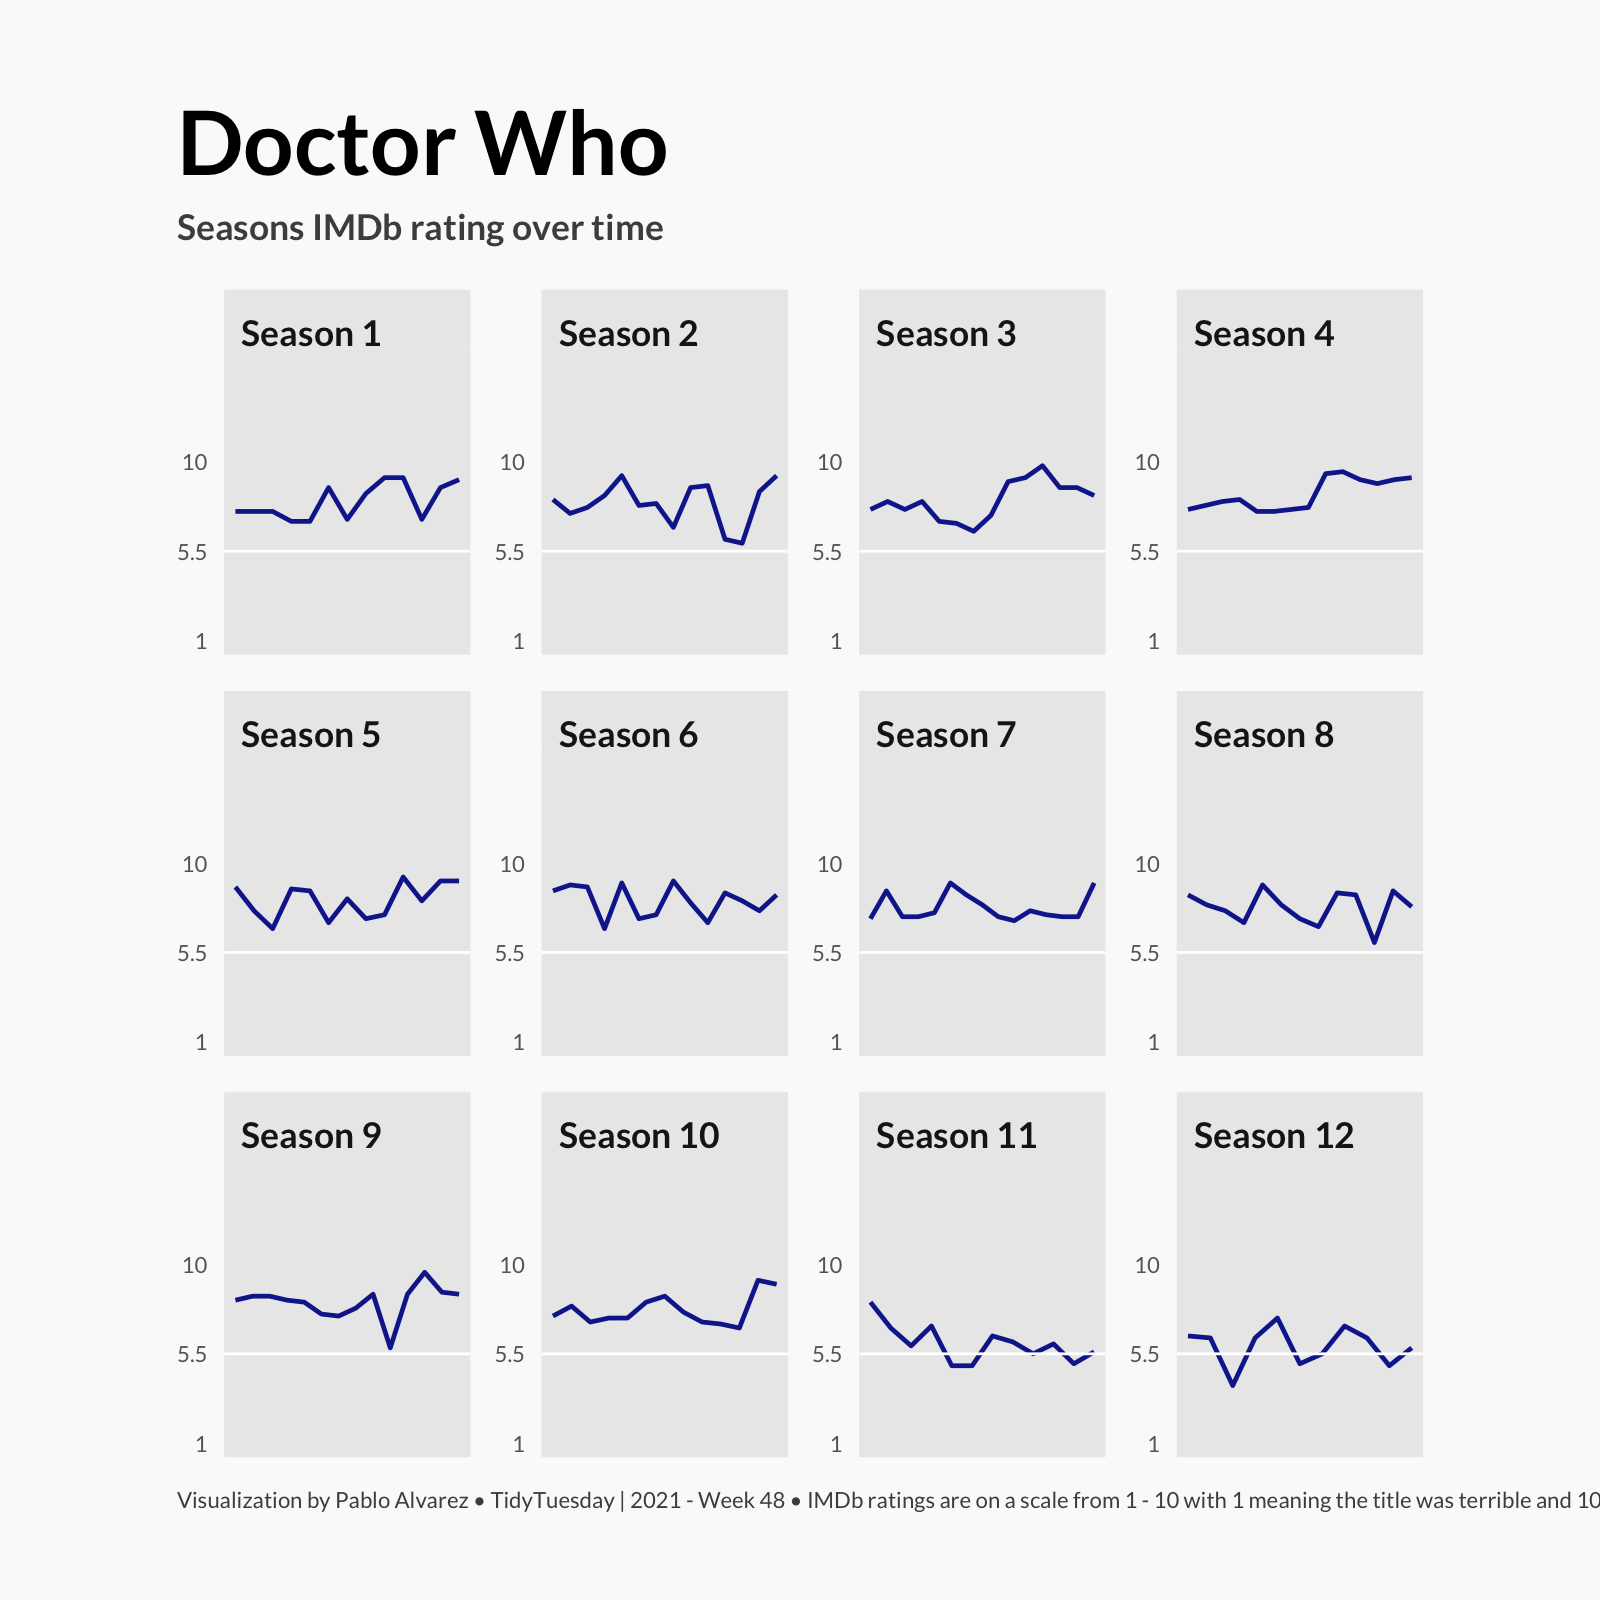 Doctor Who
Seasons IMDb rating over time
Season 1
Season 2
Season 3
Season 4
10
10
10
10
5.5
5.5
5.5
5.5
1
1
1
1
Season 5
Season 6
Season 7
Season 8
10
10
10
10
5.5
5.5
5.5
5.5
1
1
1
1
Season 9
Season 10
Season 11
Season 12
10
10
10
10
5.5
5.5
5.5
5.5
1
1
1
1
Visualization by Pablo Alvarez • TidyTuesday | 2021 - Week 48 • IMDb ratings are on a scale from 1 - 10 with 1 meaning the title was terrible and 10